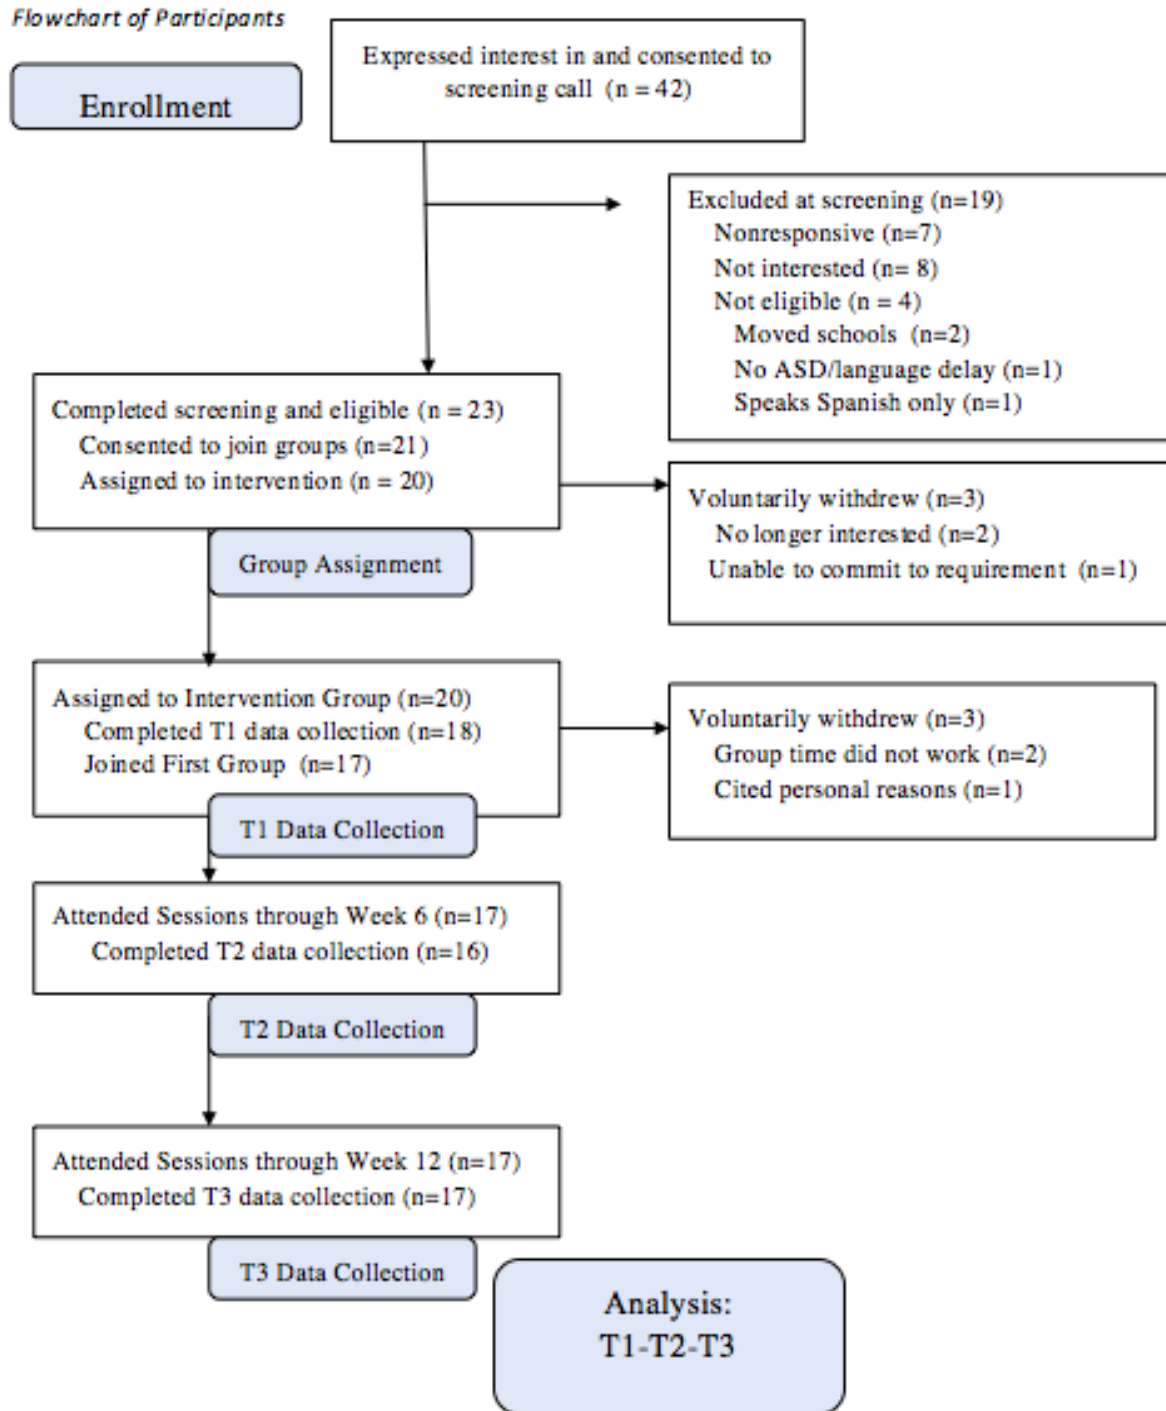 Flowchart of Participants
Enrollment
Expressed interest in and consented to
screening call (n = 42)
Excluded at screening (n=19)
Nonresponsive (n=7)
Not interested (n= 8)
Not eligible (n = 4)
Moved schools (n=2)
No ASD/language delay (n=1)
Speaks Spanish only (n=1)
Completed screening and eligible (n = 23)
Consented to join groups (n=21)
Assigned to intervention (n = 20)
Voluntarily withdrew (n=3)
No longer interested (n=2)
Unable to commit to requirement (n=1)
Group Assignment
Assigned to Intervention Group (n=20)
Completed T1 data collection (n=18)
Joined First Group (n=17)
Voluntarily withdrew (n=3)
Group time did not work (n=2)
Cited personal reasons (n=1)
T1 Data Collection
Attended Sessions through Week 6 (n=17)
Completed T2 data collection (n=16)
T2 Data Collection
Attended Sessions through Week 12 (n=17)
Completed T3 data collection (n=17)
T3 Data Collection
Analysis:
T1-T2-T3